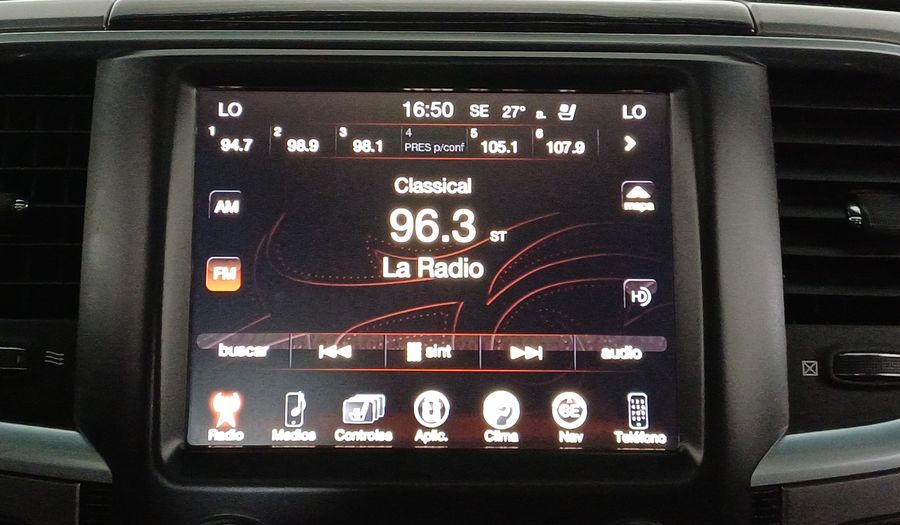 LO 16:50 SE 27° a. LO
1 94.7 2 98.9 3 98.1 4 PRES p/conf 5 105.1 6 107.9
Classical
AM
mapa
96.3 ST
La Radio
FM
HD
buscar sint audio
Radio Medios Controles Aplic. Clima SE Nav Teléfono